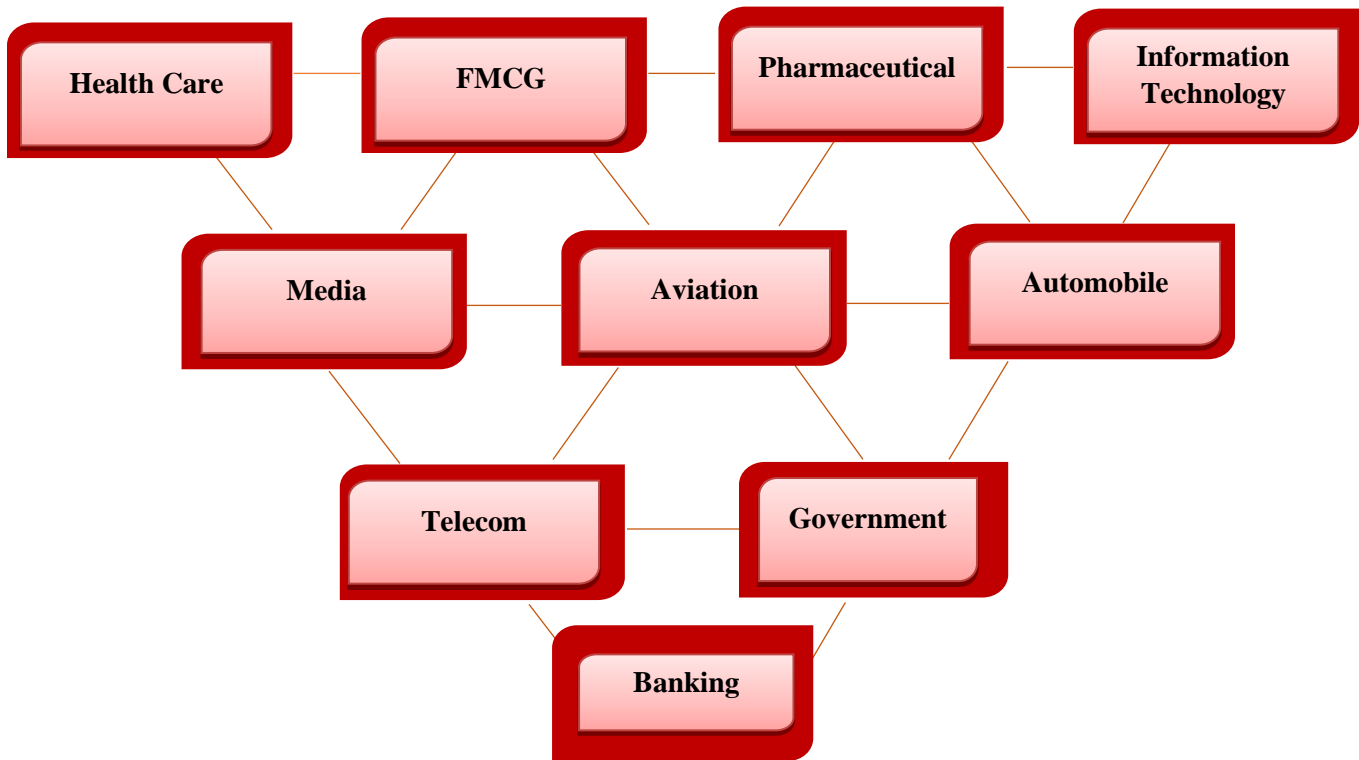 Health Care
FMCG
Pharmaceutical
Information
Technology
Media
Aviation
Automobile
Telecom
Government
Banking